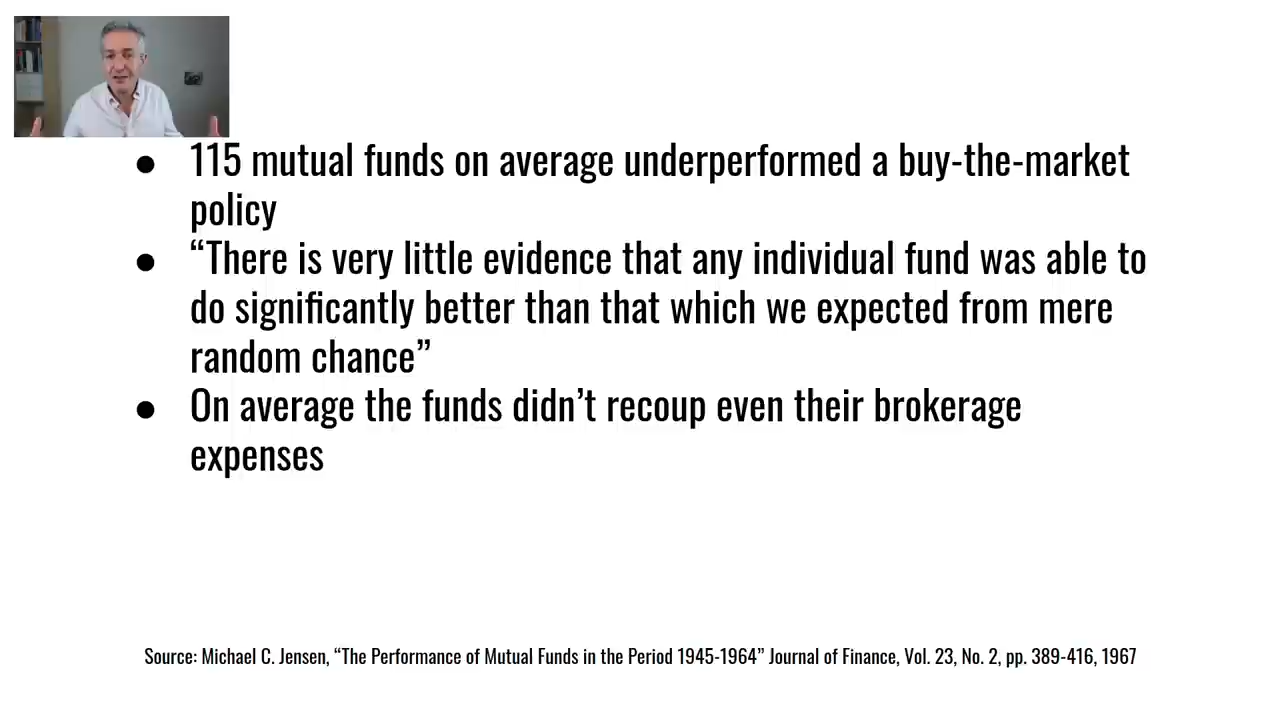 ● 115 mutual funds on average underperformed a buy-the-market
policy
● “There is very little evidence that any individual fund was able to
do significantly better than that which we expected from mere
random chance”
● On average the funds didn’t recoup even their brokerage
expenses
Source: Michael C. Jensen, “The Performance of Mutual Funds in the Period 1945-1964” Journal of Finance, Vol. 23, No. 2, pp. 389-416, 1967